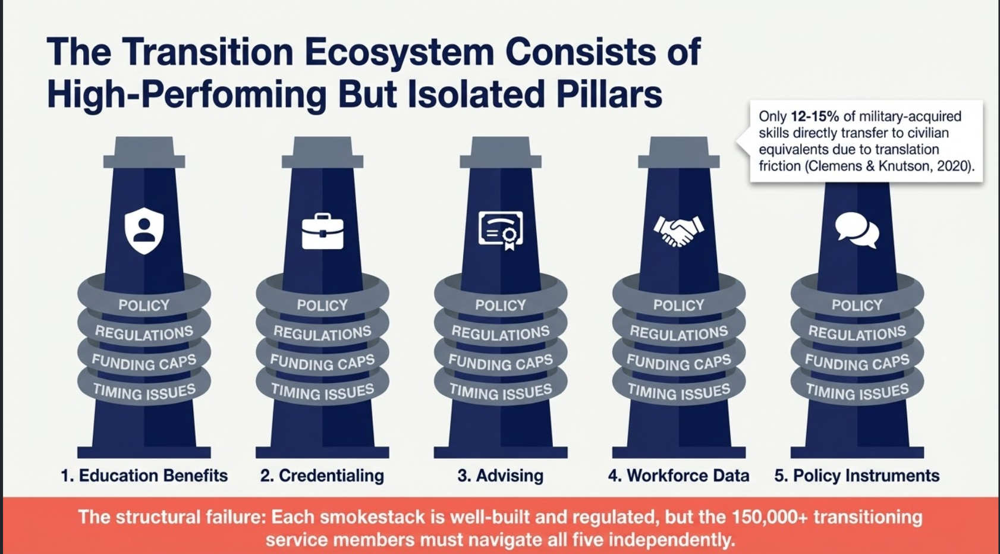 The Transition Ecosystem Consists of
High-Perfoming But Isolated Pillars
Only 12-15% of military-acquired
skills directly transfer to civilian
equivalents due to translation
friction (Clemens & Knutson, 2020).
POLICY
REGULATIONS
FUNDING CAPS
TIMING ISSUES
1. Education Benefits
POLICY
REGULATIONS
FUNDING CAPS
TIMING ISSUES
2. Credentialing
POLICY
REGULATIONS
FUNDING CAPS
TIMING ISSUES
3. Advising
POLICY
REGULATIONS
FUNDING CAPS
TIMING ISSUES
4. Workforce Data
POLICY
REGULATIONS
FUNDING CAPS
TIMING ISSUES
5. Policy Instruments
The structural failure: Each smokestack is well-built and regulated, but the 150,000+ transitioning
service members must navigate all five independently.